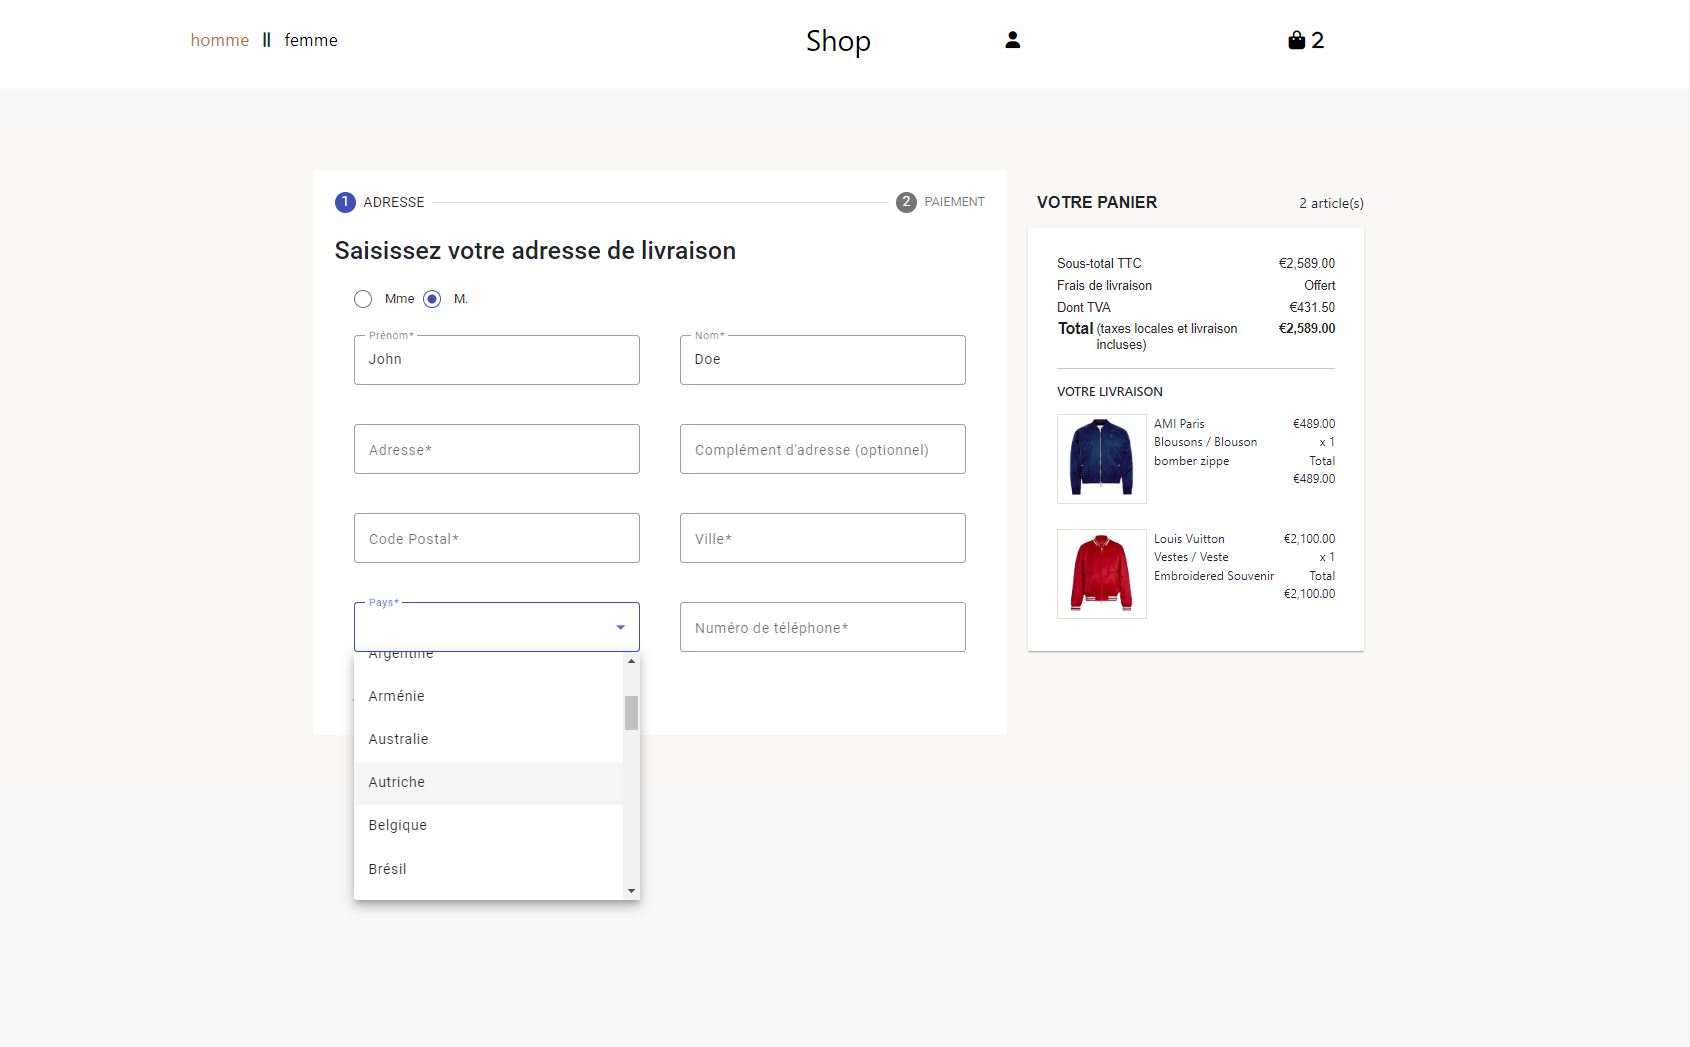 homme || femme
Shop
2
1 ADRESSE
2 PAIEMENT
Saisissez votre adresse de livraison
Mme M.
Prénom*
John
Nom*
Doe
Adresse*
Complément d'adresse (optionnel)
Code Postal*
Ville*
Pays*
Numéro de téléphone*
Argentine
Arménie
Australie
Autriche
Belgique
Brésil
VOTRE PANIER
2 article(s)
Sous-total TTC €2,589.00
Frais de livraison Offert
Dont TVA €431.50
Total (taxes locales et livraison €2,589.00
incluses)
VOTRE LIVRAISON
AMI Paris €489.00
Blousons / Blouson x 1
bomber zippe Total
€489.00
Louis Vuitton €2,100.00
Vestes / Veste x 1
Embroidered Souvenir Total
€2,100.00